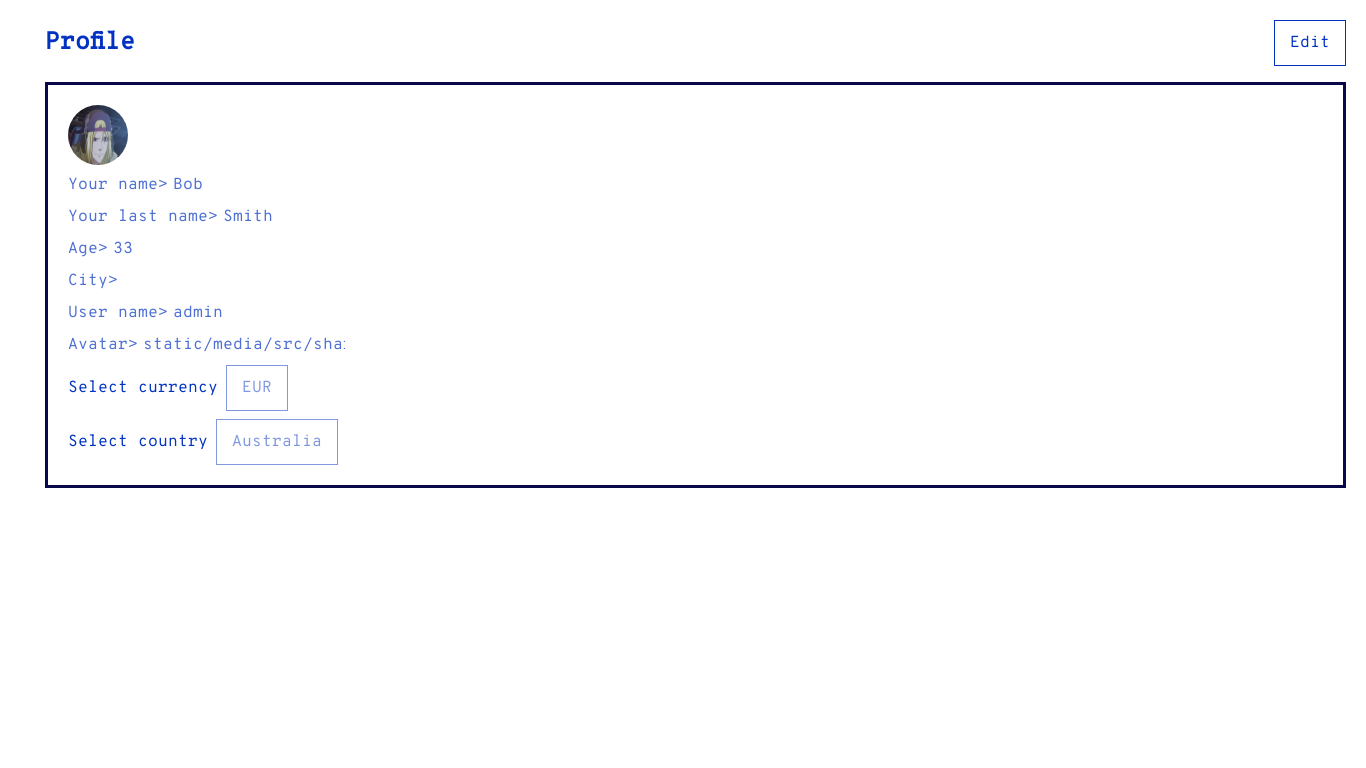 Profile
Edit
Your name> Bob
Your last name> Smith
Age> 33
City>
User name> admin
Avatar> static/media/src/sha
Select currency EUR
Select country Australia